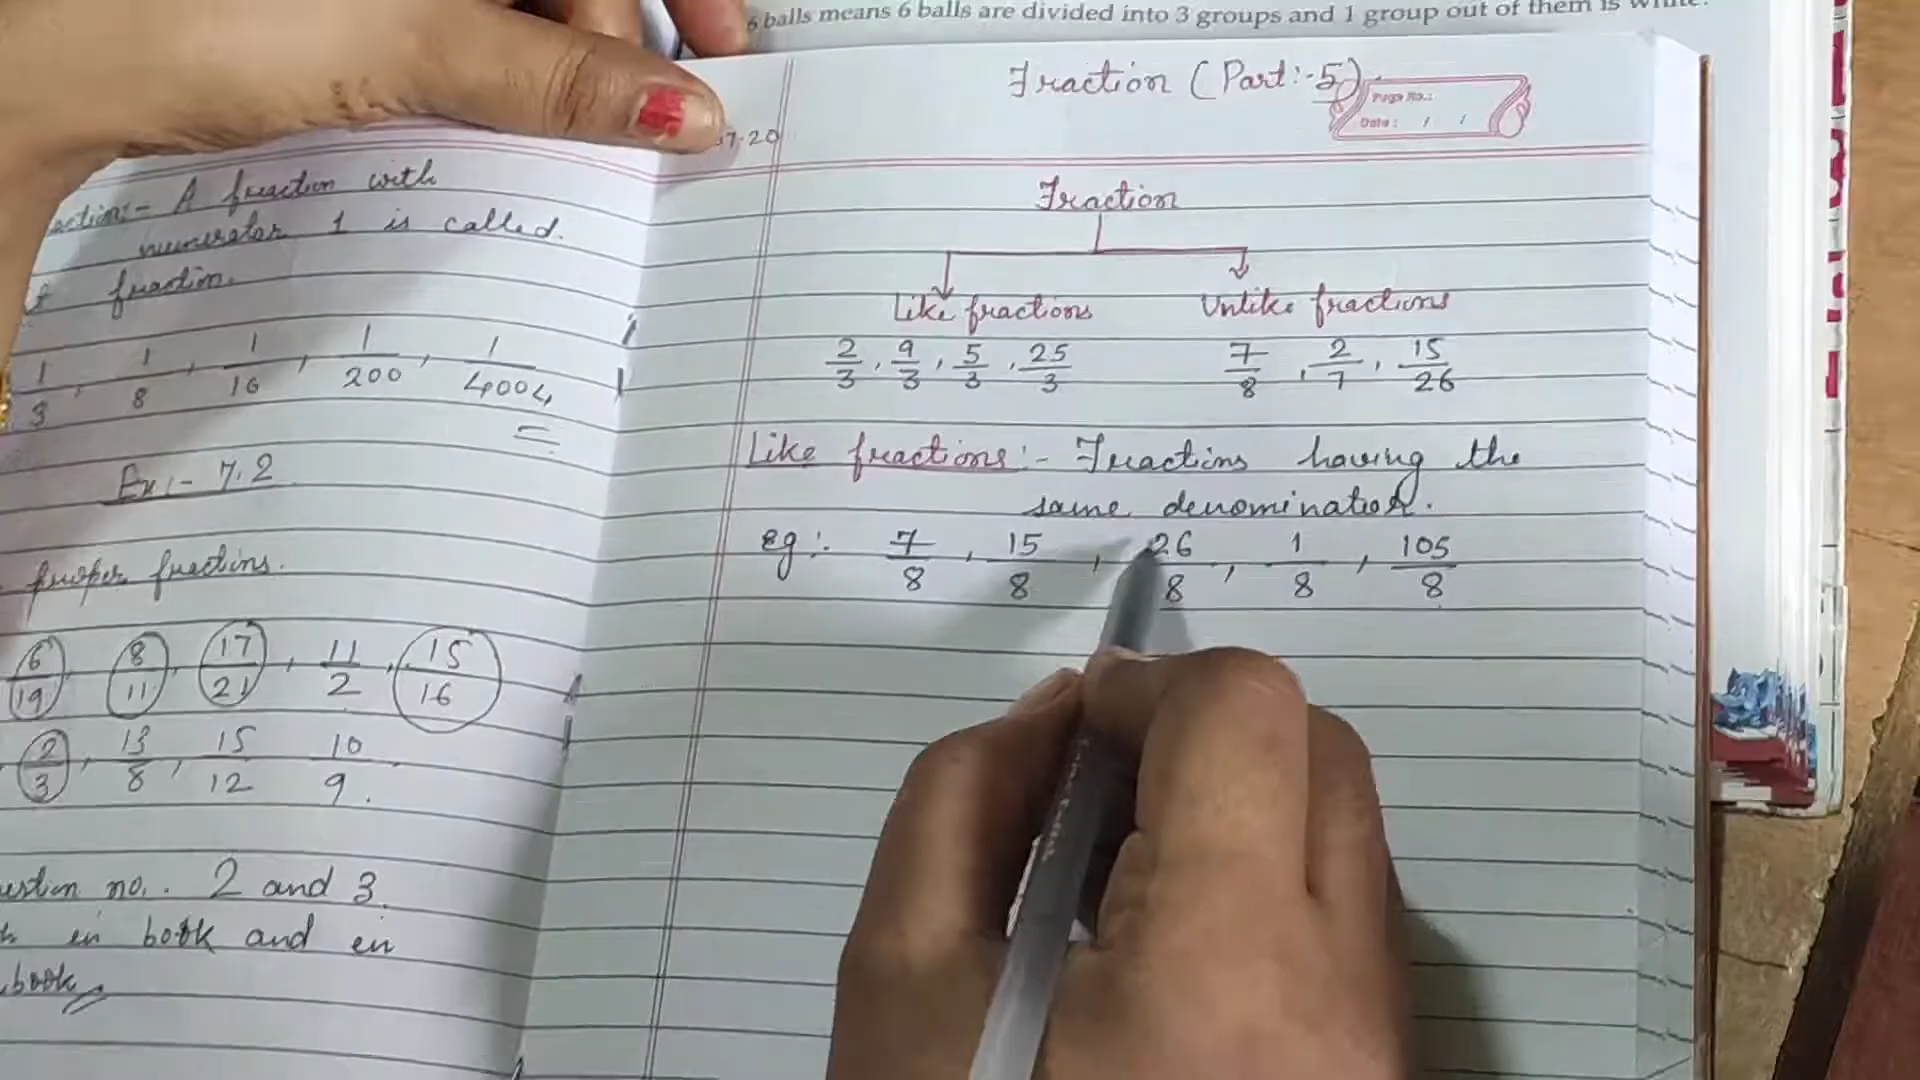 6 balls means 6 balls are divided into 3 groups and 1 group out of them is white.
A fraction with
numerator 1 is called
fraction.
1/3, 1/8, 1/16, 1/200, 1/4004
Ex:- 7.2
proper fractions.
6/19, 8/11, 17/21, 11/2, 15/16
2/3, 13/8, 15/12 10/9.
no. 2 and 3.
in book and in
book
Fraction (Part:-5)
Page No.:
Date: / /
7-20
Fraction
Like fractions Unlike fractions
2/3, 9/3, 5/3, 25/3 7/8, 2/7, 15/26
Like fractions:- Fractions having the
same denominator.
eg:- 7/8, 15/8, 26/8, 1/8, 105/8